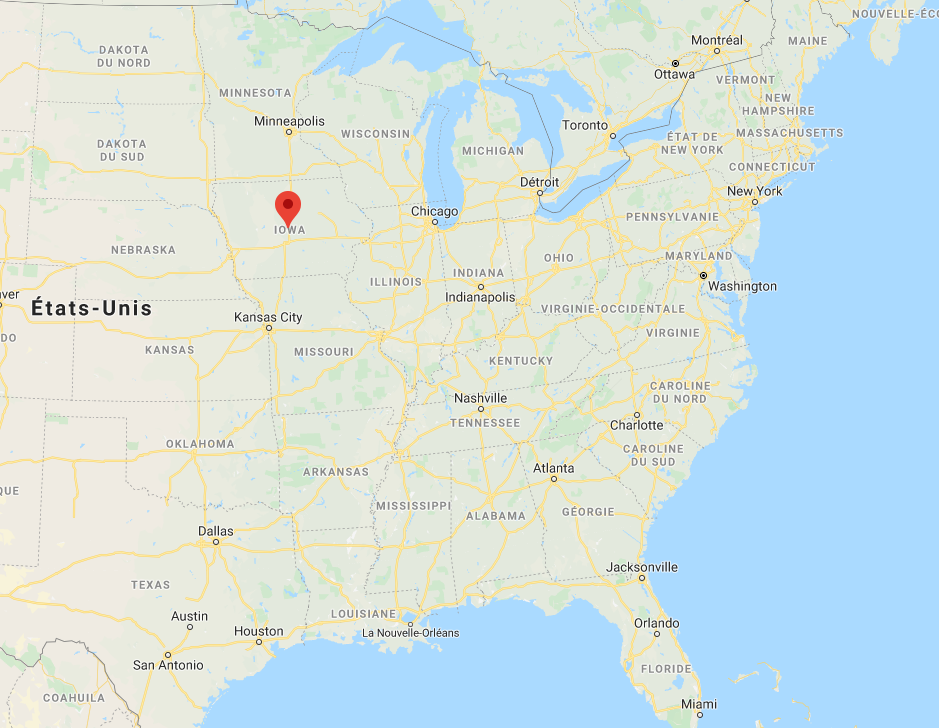 NOUVELLE-ÉCO
Montréal
MAINE
DAKOTA
DU NORD
Ottawa
VERMONT
MINNESOTA
NEW
HAMPSHIRE
Minneapolis
WISCONSIN
Toronto
MASSACHUSETTS
ÉTAT DE
NEW YORK
DAKOTA
DU SUD
MICHIGAN
CONNECTICUT
Détroit
New York
Chicago
PENNSYLVANIE
IOWA
NEBRASKA
OHIO
MARYLAND
INDIANA
ILLINOIS
Washington
ver
États-Unis
Indianapolis
VIRGINIE-OCCIDENTALE
Kansas City
VIRGINIE
DO
KANSAS
MISSOURI
KENTUCKY
CAROLINE
DU NORD
Nashville
TENNESSEE
Charlotte
OKLAHOMA
CAROLINE
DU SUD
ARKANSAS
Atlanta
QUE
MISSISSIPPI
ALABAMA
GÉORGIE
Dallas
Jacksonville
TEXAS
LOUISIANE
Austin
Houston
La Nouvelle-Orléans
Orlando
San Antonio
FLORIDE
COAHUILA
Miami